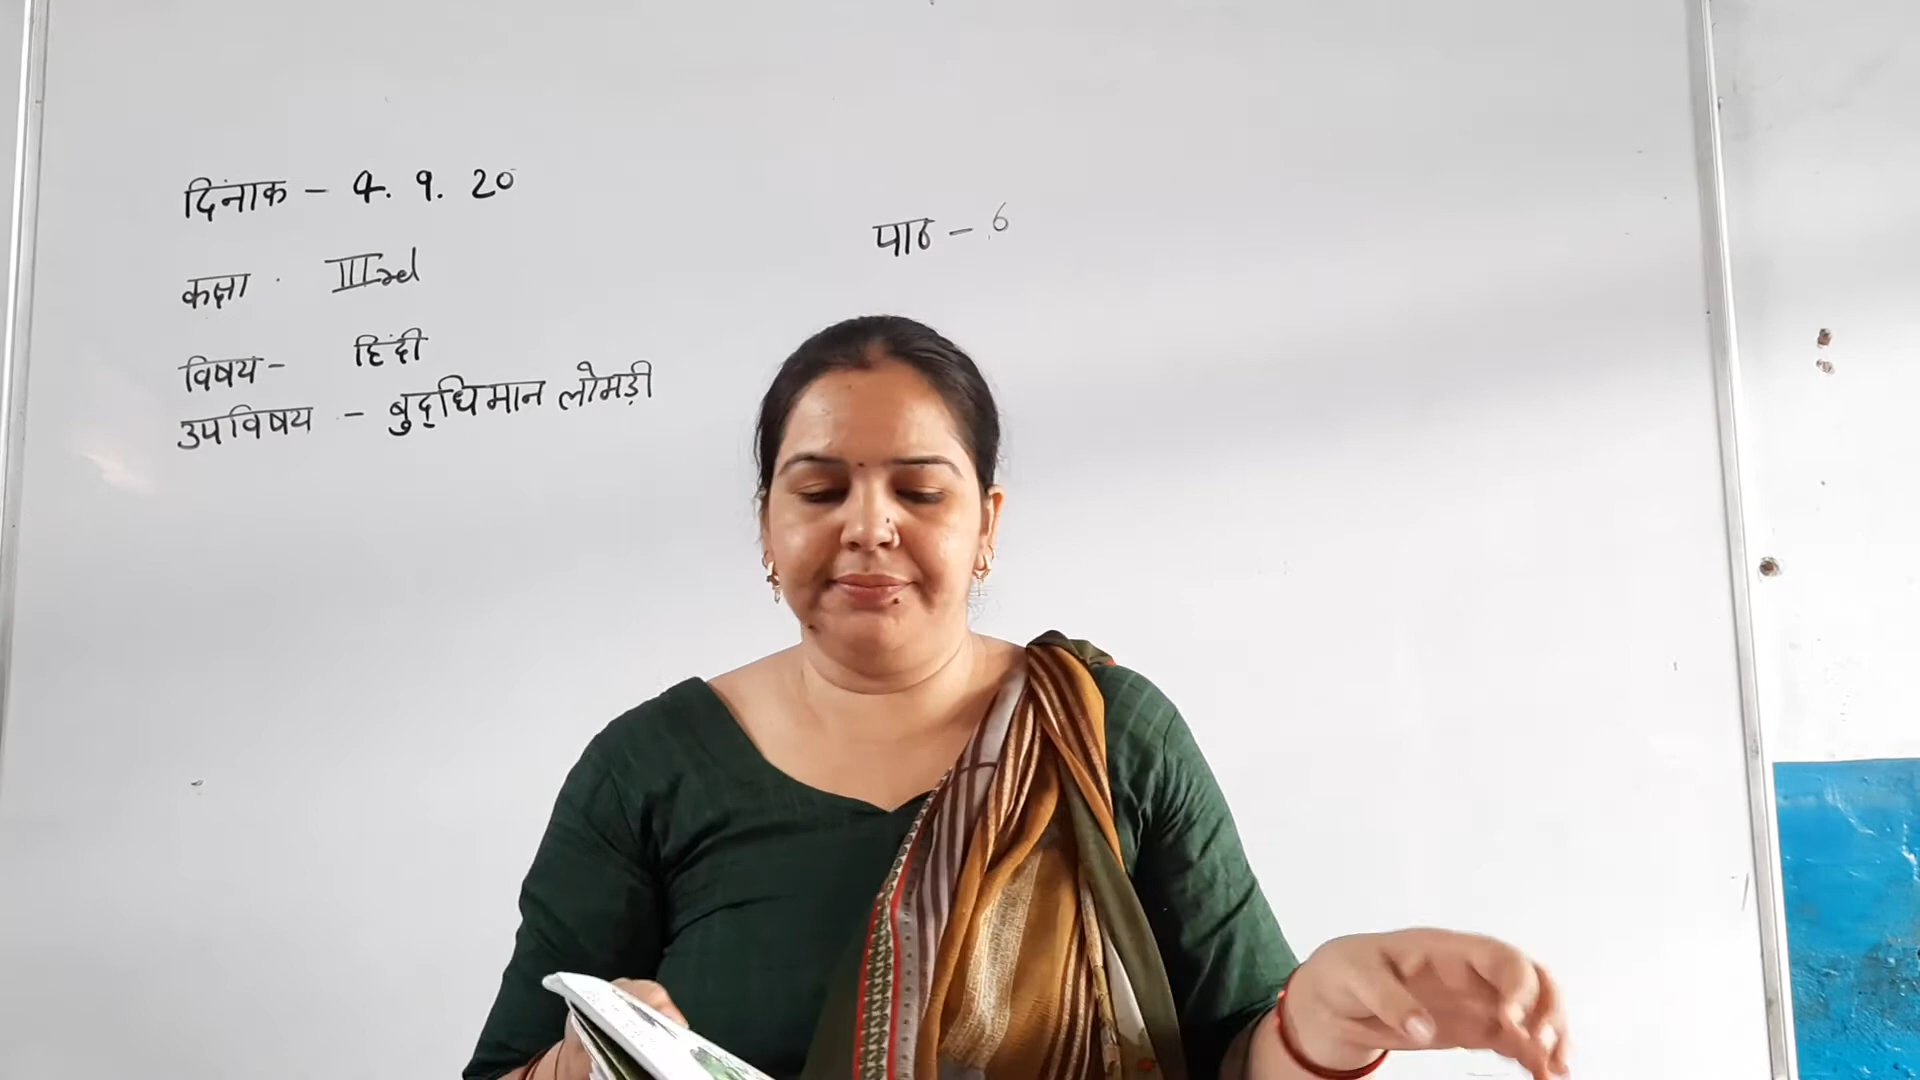 दिंनाक - 4. 9. 20
कक्षा . IIIrd
विषय - हिंदी
उपविषय - बुद्धिमान लोमड़ी
पाठ - 6